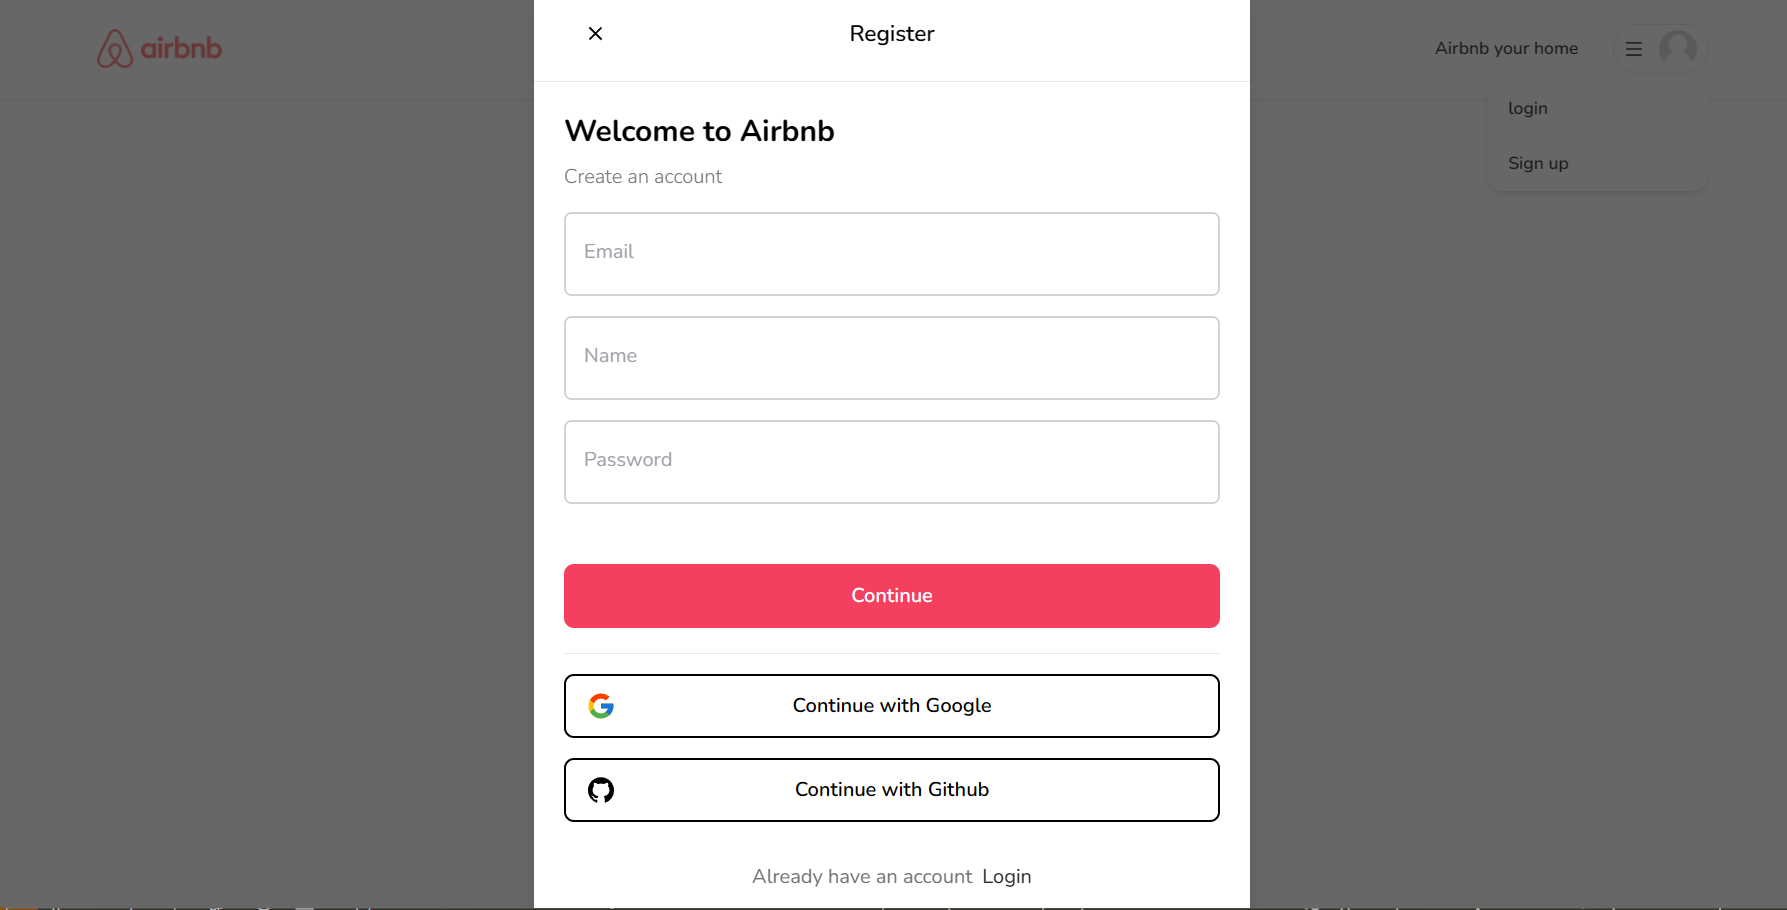 airbnb
Register
Airbnb your home
login
Sign up
Welcome to Airbnb
Create an account
Email
Name
Password
Continue
Continue with Google
Continue with Github
Already have an account Login